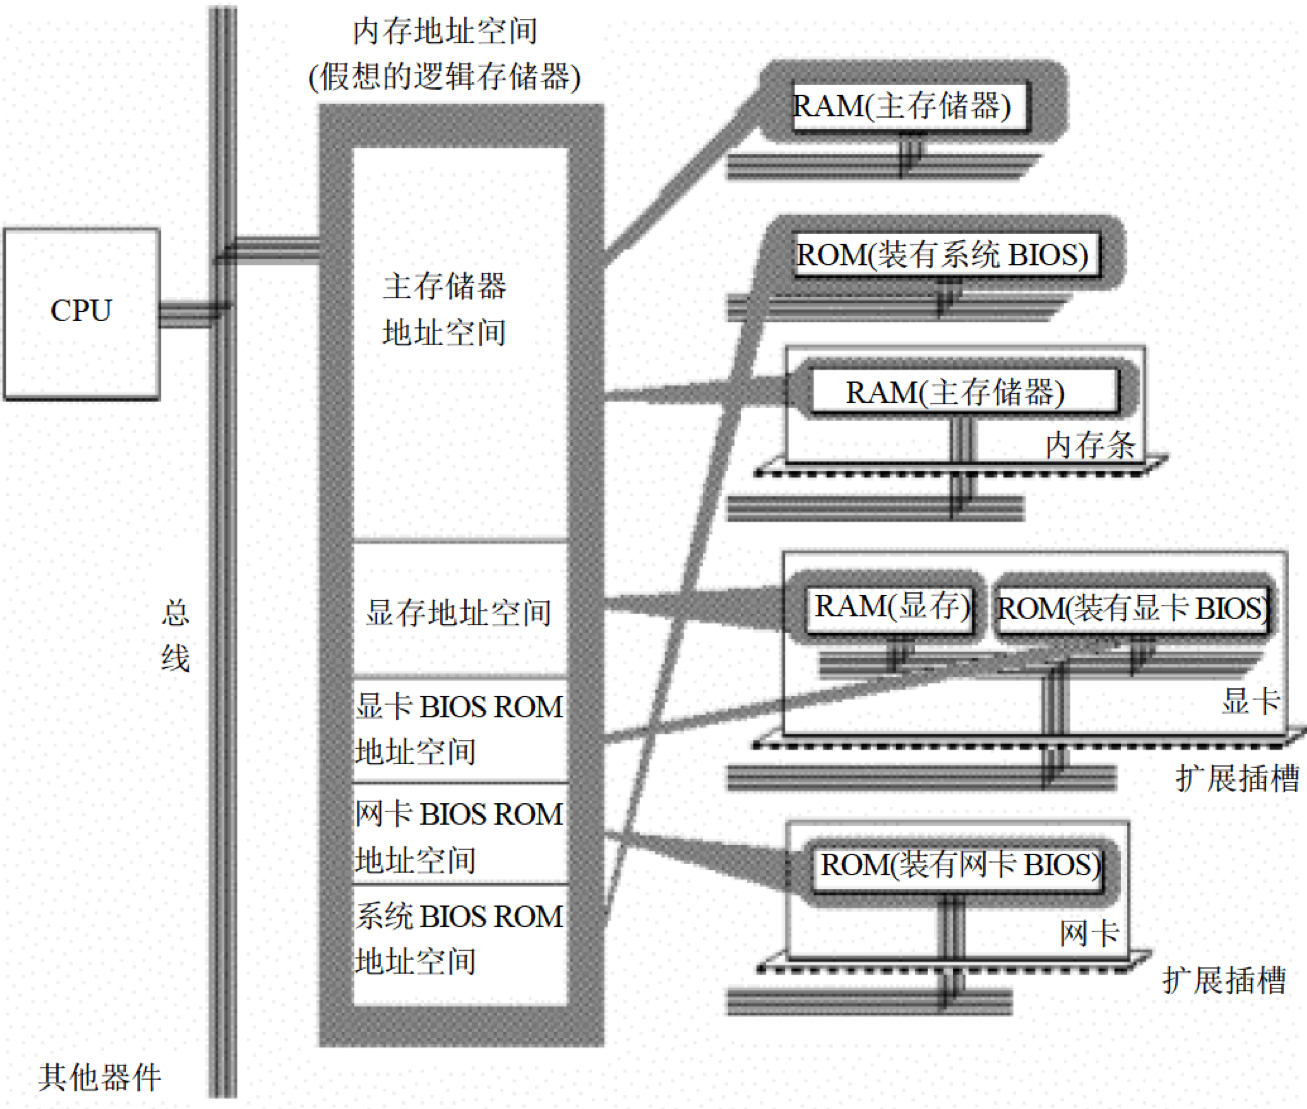 内存地址空间
(假想的逻辑存储器)
RAM(主存储器)
ROM(装有系统 BIOS)
CPU
主存储器
地址空间
RAM(主存储器)
内存条
总
线
显存地址空间
RAM(显存)
ROM(装有显卡 BIOS)
显卡
显卡 BIOS ROM
地址空间
扩展插槽
网卡 BIOS ROM
地址空间
ROM(装有网卡 BIOS)
网卡
系统 BIOS ROM
地址空间
扩展插槽
其他器件